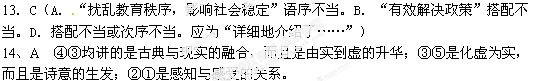 13．C（A．“扰乱教育秩序，影响社会稳定”语序不当。B．“有效解决政策”搭配不
当。D．搭配不当或汝序不当。应为“详细地介绍了……”）
14、A  ④③均讲的是古典与现实的融合，而且是由实到虚的升华；③⑤是化虚为实，
而且是诗意的生发；②①是感知与感受的关系。